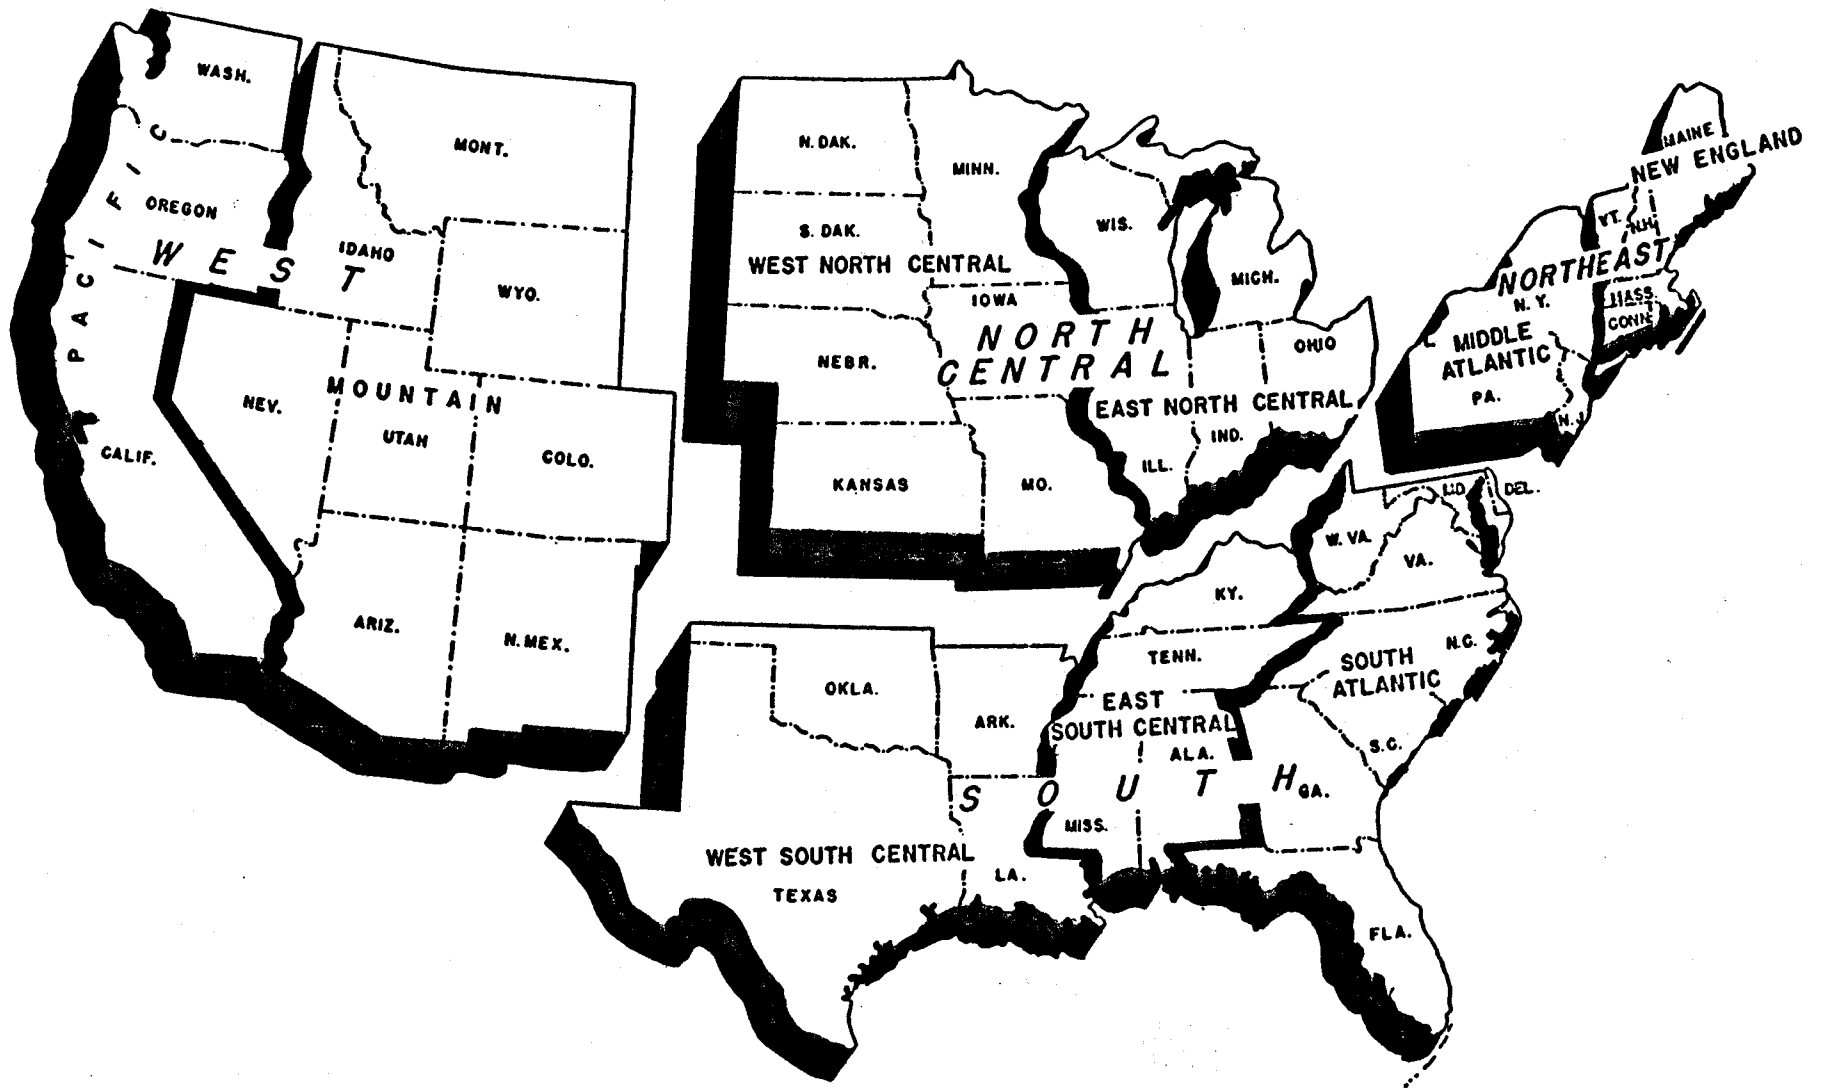 WASH.
OREGON
CALIF.
PACIFIC
WEST
MONT.
IDAHO
WYO.
NEV.
MOUNTAIN
UTAH
COLO.
ARIZ.
N. MEX.
N. DAK.
MINN.
S. DAK.
WEST NORTH CENTRAL
IOWA
NEBR.
KANSAS
MO.
NORTH
CENTRAL
WIS.
MICH.
OHIO
EAST NORTH CENTRAL
IND.
ILL.
MAINE
NEW ENGLAND
VT.
N.H.
NORTHEAST
MASS.
CONN.
N. Y.
MIDDLE
ATLANTIC
PA.
N.J.
MD.
DEL.
W. VA.
VA.
KY.
TENN.
N.C.
SOUTH
ATLANTIC
EAST
SOUTH CENTRAL
S.C.
ALA.
SOUTH
GA.
MISS.
OKLA.
ARK.
WEST SOUTH CENTRAL
TEXAS
LA.
FLA.